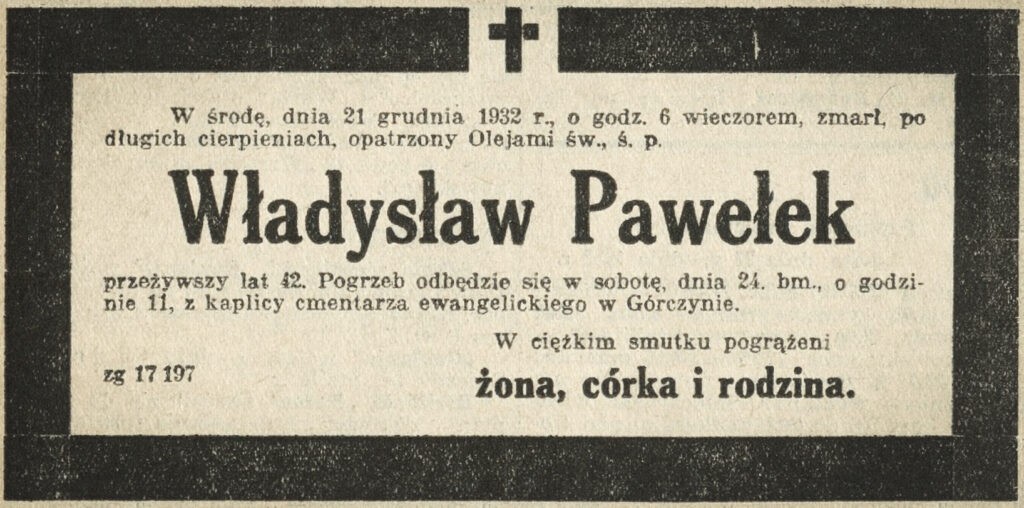 W środę, dnia 21 grudnia 1932 r., o godz. 6 wieczorem, zmarł, po
długich cierpieniach, opatrzony Olejami św., ś. p.
Władysław Pawełek
przeżywszy lat 42. Pogrzeb odbędzie się w sobotę, dnia 24. bm., o godzi-
nie 11, z kaplicy cmentarza ewangelickiego w Górczynie.
W ciężkim smutku pogrążeni
żona, córka i rodzina.
zg 17 197